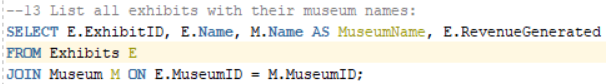 --13 List all exhibits with their museum names:
SELECT E.ExhibitID, E.Name, M.Name AS MuseumName, E.RevenueGenerated
FROM Exhibits E
JOIN Museum M ON E.MuseumID = M.MuseumID;